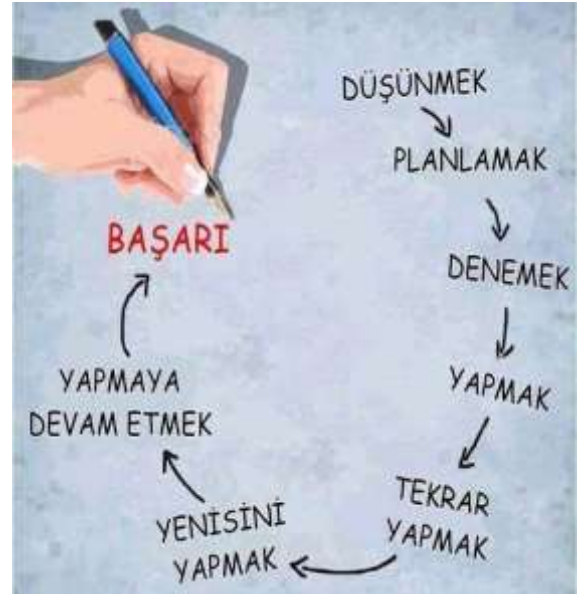 DÜŞÜNMEK
PLANLAMAK
DENEMEK
YAPMAK
TEKRAR
YAPMAK
YENİSİNİ
YAPMAK
YAPMAYA
DEVAM ETMEK
BAŞARI